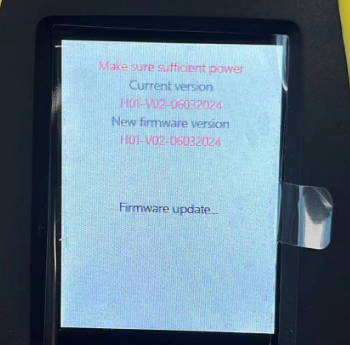 Make sure sufficient power
Current version
H01-V02-06032024
New firmware version
H01-V02-06032024
Firmware update...